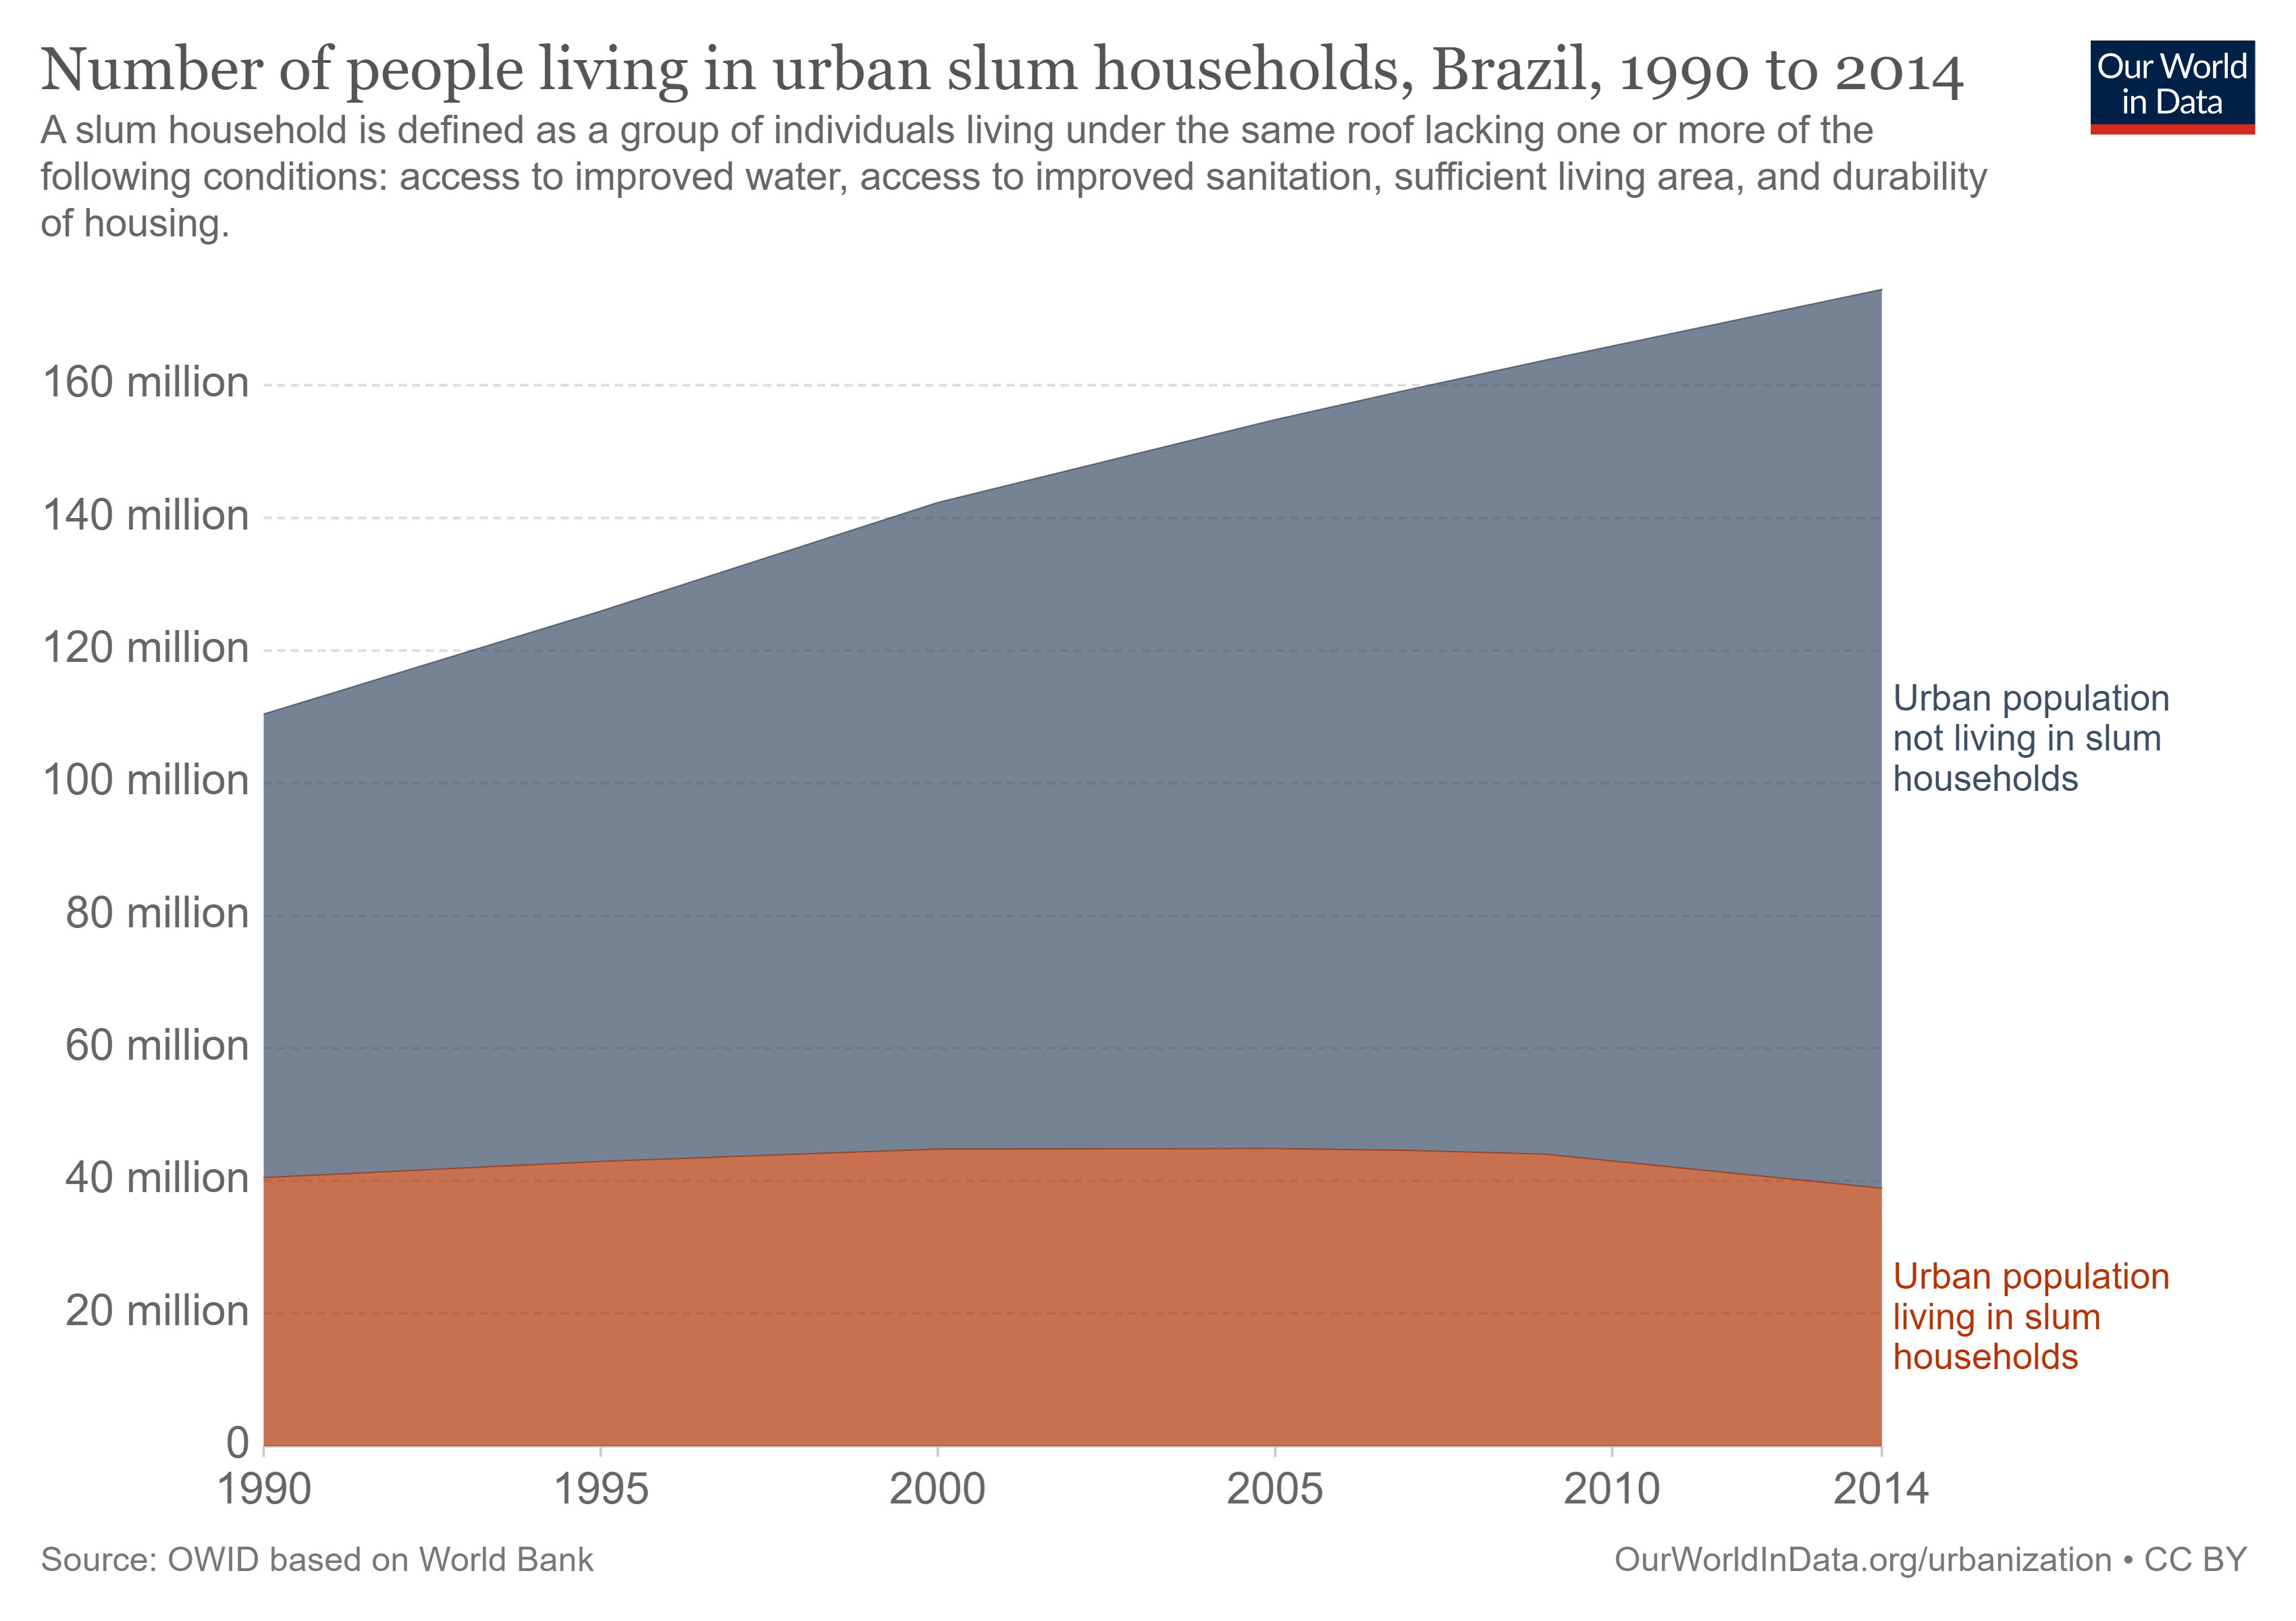 Number of people living in urban slum households, Brazil, 1990 to 2014
Our World
in Data
A slum household is defined as a group of individuals living under the same roof lacking one or more of the
following conditions: access to improved water, access to improved sanitation, sufficient living area, and durability
of housing.
160 million
140 million
120 million
100 million
80 million
60 million
40 million
20 million
0
Urban population
not living in slum
households
Urban population
living in slum
households
1990 1995 2000 2005 2010 2014
Source: OWID based on World Bank
OurWorldInData.org/urbanization • CC BY